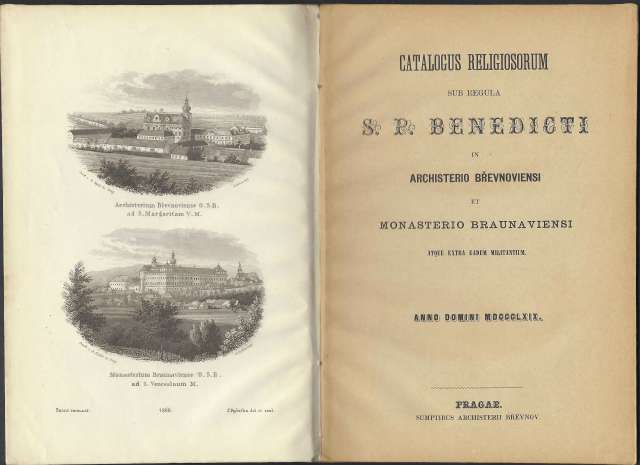 Archisterium Břevnoviense O.S.B.
ad S. Margaritam V. M.
Monasterium Braunaviense O.S.B.
ad S. Venceslaum M.
1866.
CATALOGUS RELIGIOSORUM
SUB REGULA
S. P. BENEDICTI
IN
ARCHISTERIO BŘEVNOVIENSI
ET
MONASTERIO BRAUNAVIENSI
ATQUE EXTRA EADEM MILITANTIUM.
ANNO DOMINI MDCCCLXIX.
PRAGAE.
SUMPTIBUS ARCHISTERII BŘEVNOV.